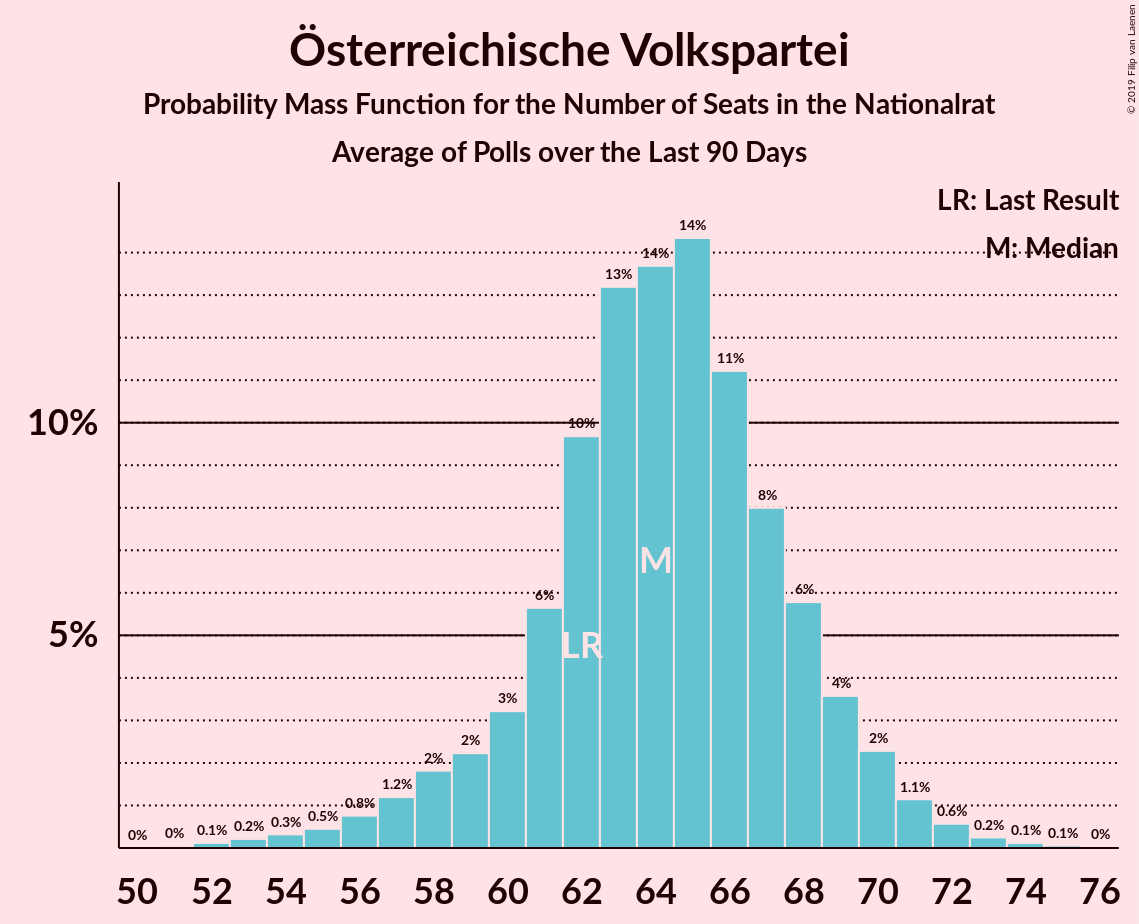 Österreichische Volkspartei
Probability Mass Function for the Number of Seats in the Nationalrat
Average of Polls over the Last 90 Days
© 2019 Filip van Laenen
LR: Last Result
M: Median
10%
5%
0% 0% 0.1% 0.2% 0.3% 0.5% 0.8% 1.2% 2% 2% 3% 6% 10% 13% 14% 14% 11% 8% 6% 4% 2% 1.1% 0.6% 0.2% 0.1% 0.1% 0%
M
LR
50 52 54 56 58 60 62 64 66 68 70 72 74 76